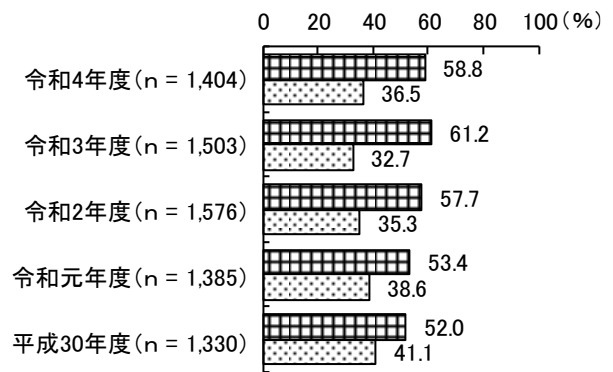 0 20 40 60 80 100(%)
令和4年度(n = 1,404) 58.8
36.5
令和3年度(n = 1,503) 61.2
32.7
令和2年度(n = 1,576) 57.7
35.3
令和元年度(n = 1,385) 53.4
38.6
平成30年度(n = 1,330) 52.0
41.1